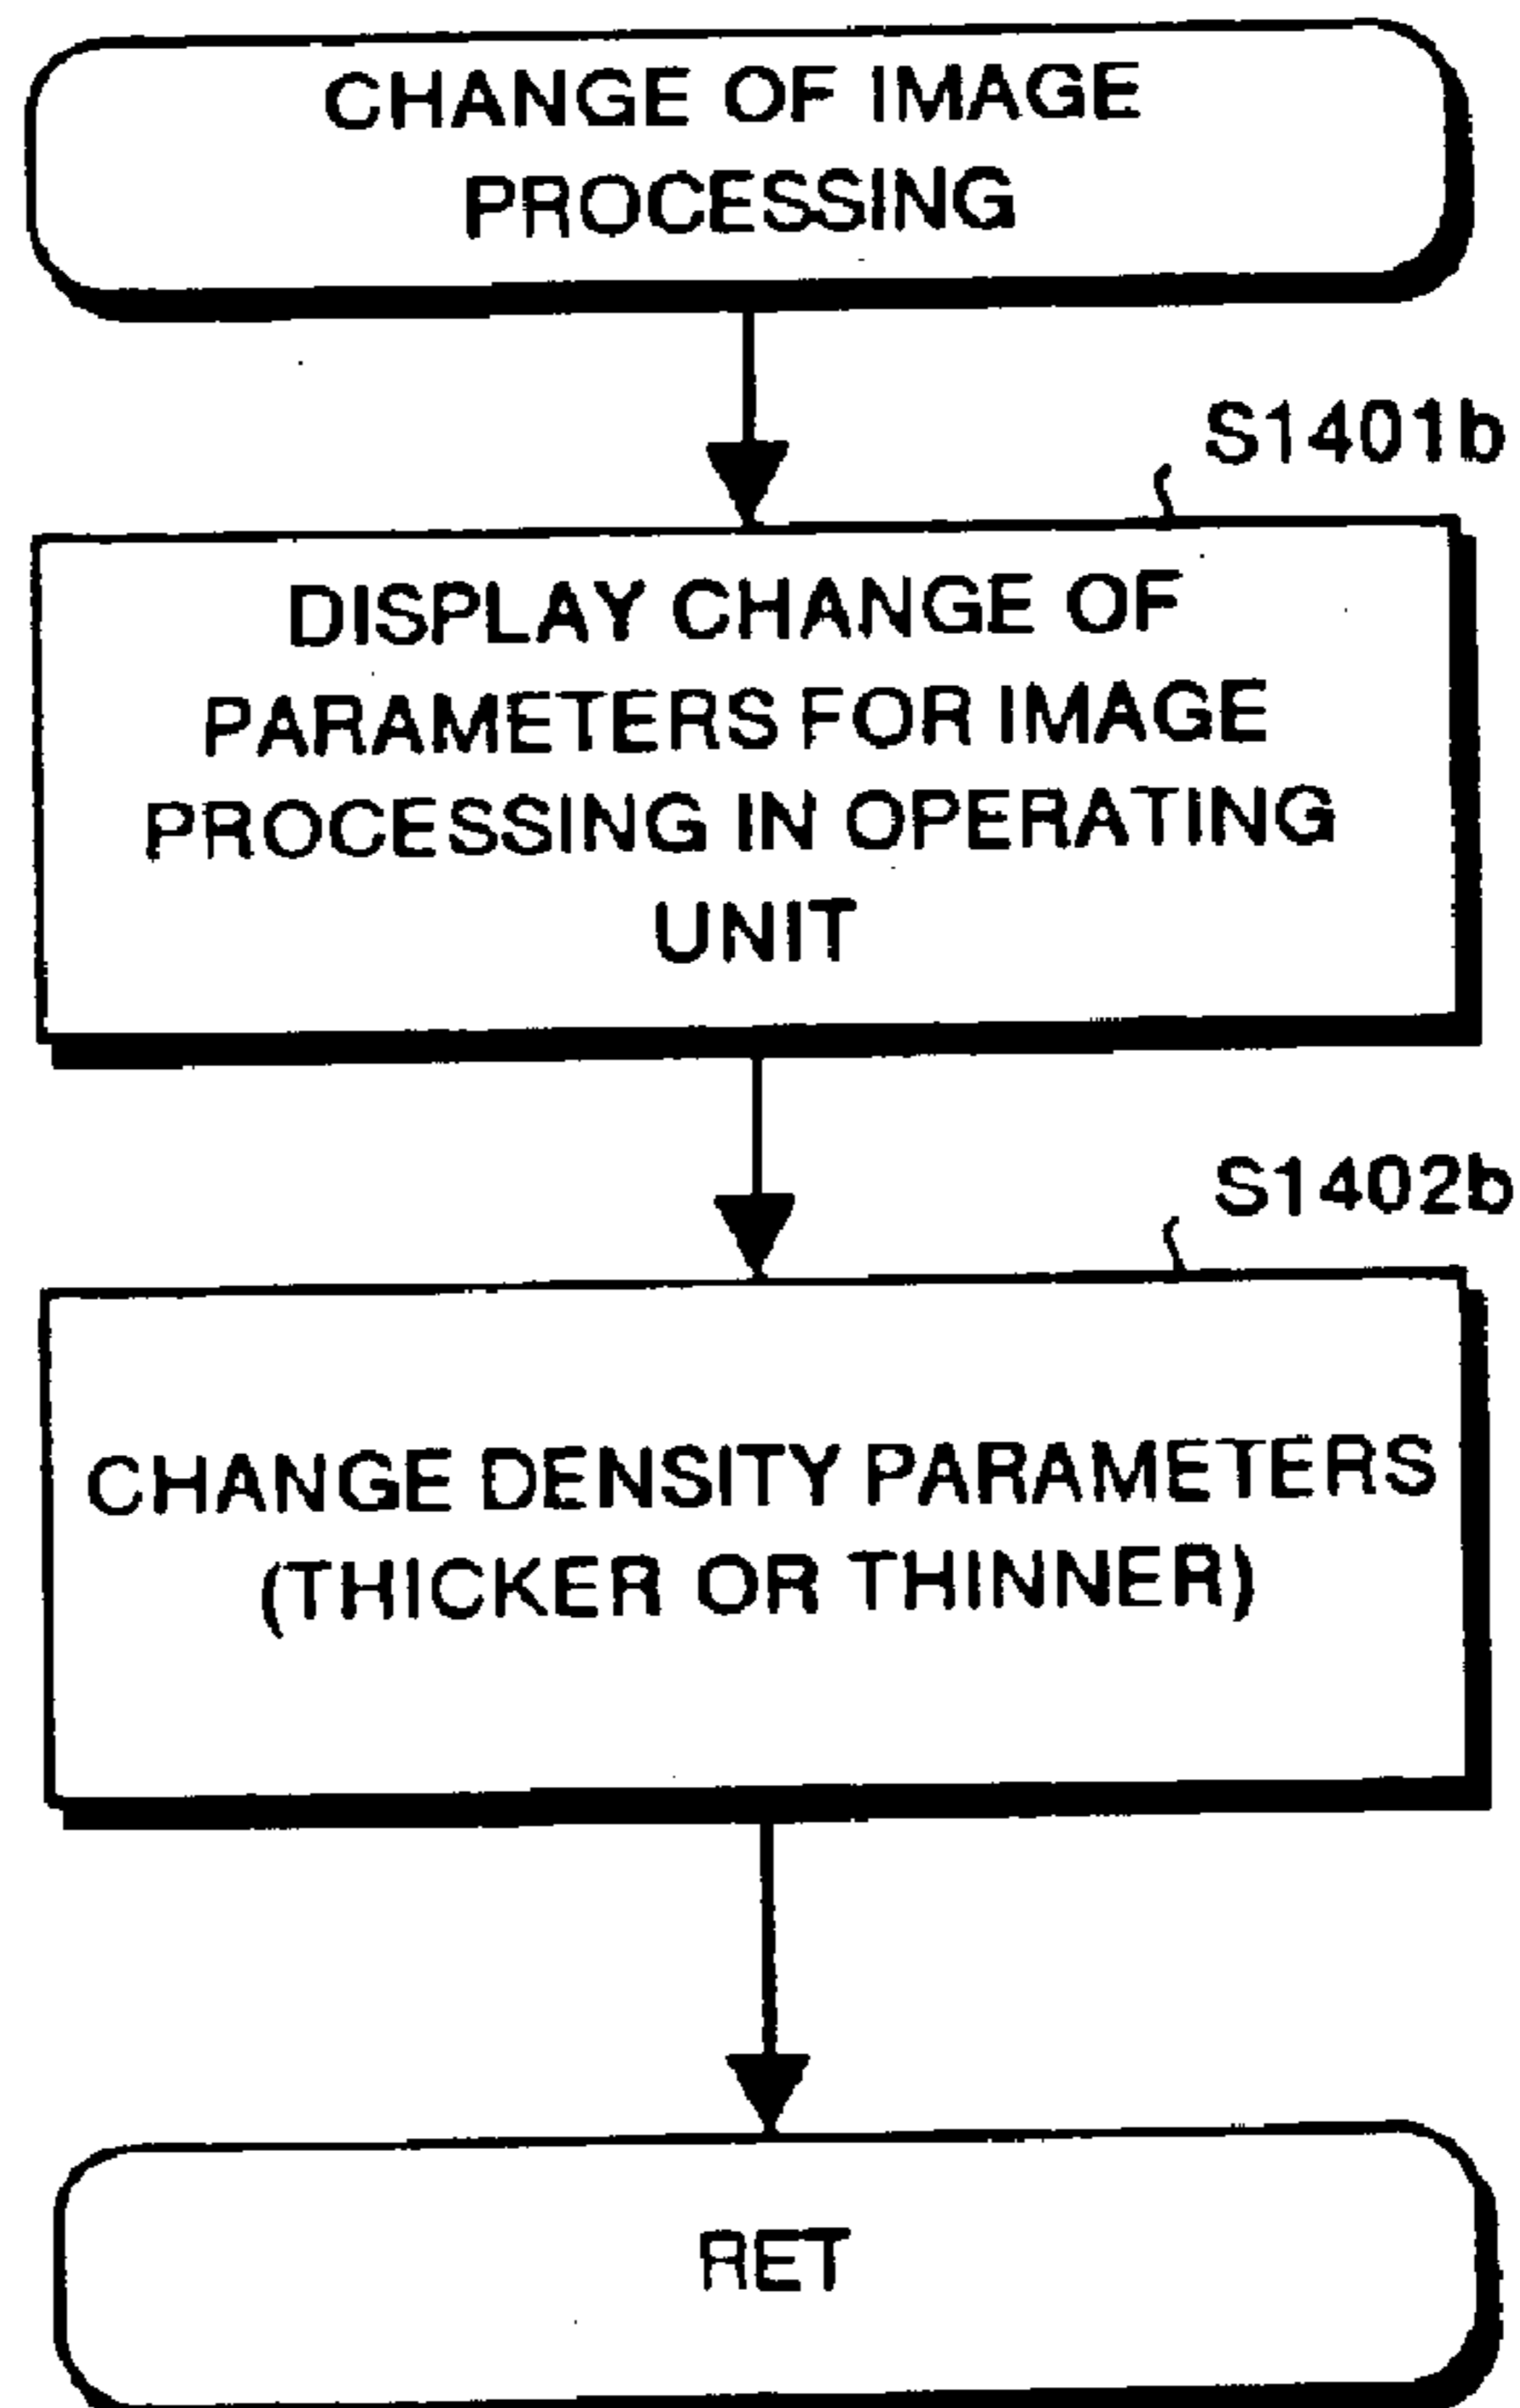 CHANGE OF IMAGE
PROCESSING
S1401b
DISPLAY CHANGE OF
PARAMETERS FOR IMAGE
PROCESSING IN OPERATING
UNIT
S1402b
CHANGE DENSITY PARAMETERS
(THICKER OR THINNER)
RET